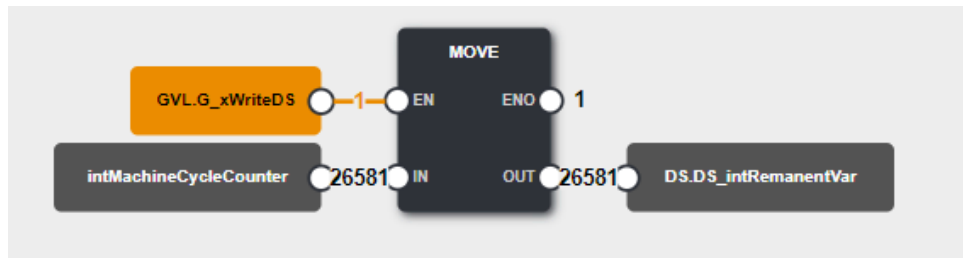 MOVE
GVL.G_xWriteDS 1 EN ENO 1
intMachineCycleCounter 26581 IN OUT 26581 DS.DS_intRemanentVar